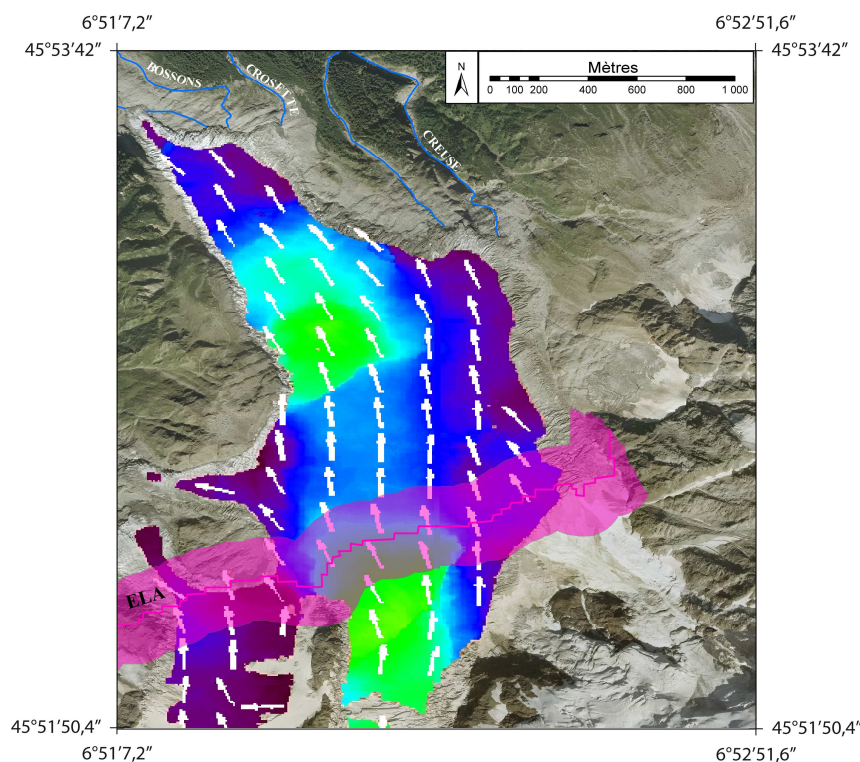 6°51'7,2" 6°52'51,6"
45°53'42" 45°53'42"
N Mètres
0 100 200 400 600 800 1 000
BOSSONS
CROSETTE
CREUSE
ELA
45°51'50,4" 45°51'50,4"
6°51'7,2" 6°52'51,6"